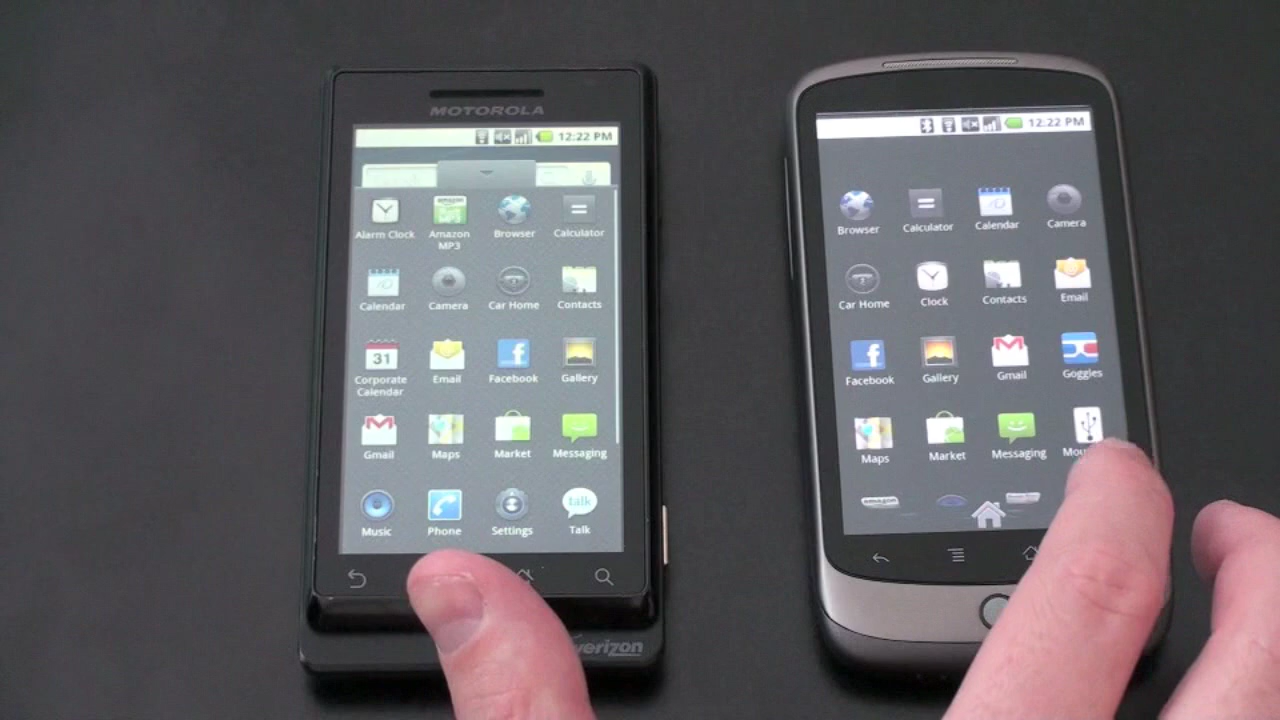 MOTOROLA
12:22 PM
Alarm Clock
Amazon
MP3
Browser
Calculator
Calendar
Camera
Car Home
Contacts
31
Corporate
Calendar
Email
Facebook
Gallery
Gmail
Maps
Market
Messaging
talk
Music
Phone
Settings
Talk
verizon
12:22 PM
Browser
Calculator
Calendar
Camera
Car Home
Clock
Contacts
Email
Facebook
Gallery
Gmail
Goggles
Maps
Market
Messaging
amazon